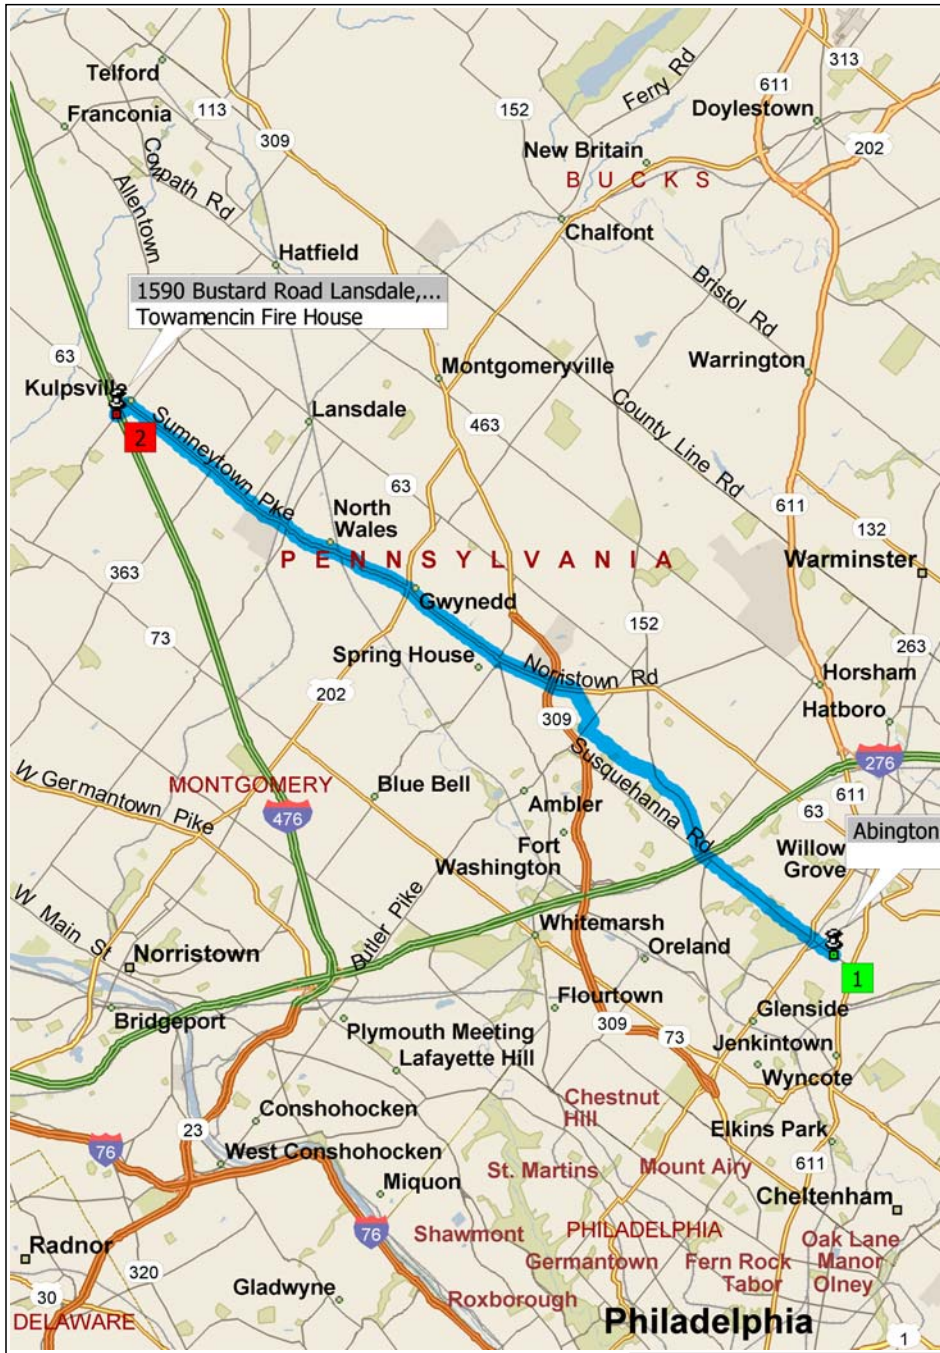 313
Telford
611
Ferry Rd
Doylestown
Franconia
113
152
309
202
New Britain
BUCKS
Cowpath Rd
Allentown
Chalfont
Hatfield
Bristol Rd
1590 Bustard Road Lansdale,...
Towamencin Fire House
63
Montgomeryville
Warrington
Kulpsville
Lansdale
County Line Rd
2
Sumneytown Pke
463
63
North
Wales
611
132
PENNSYLVANIA
Warminster
363
Gwynedd
73
152
263
Spring House
Norristown Rd
Horsham
202
Hatboro
309
Susquehanna Rd
276
W Germantown Pike
MONTGOMERY
Blue Bell
476
Ambler
63
611
Fort
Washington
Willow
Grove
Abington
W Main St
Butler Pike
Whitemarsh
Norristown
Oreland
1
Bridgeport
Flourtown
Glenside
Plymouth Meeting
309
73
Jenkintown
Lafayette Hill
Wyncote
Chestnut
Hill
Conshohocken
23
Elkins Park
76
West Conshohocken
St. Martins
Mount Airy
611
Miquon
Cheltenham
Shawmont
PHILADELPHIA
76
Oak Lane
Manor
Radnor
Germantown
Fern Rock
Tabor
Olney
320
Gladwyne
30
Roxborough
DELAWARE
Philadelphia
1